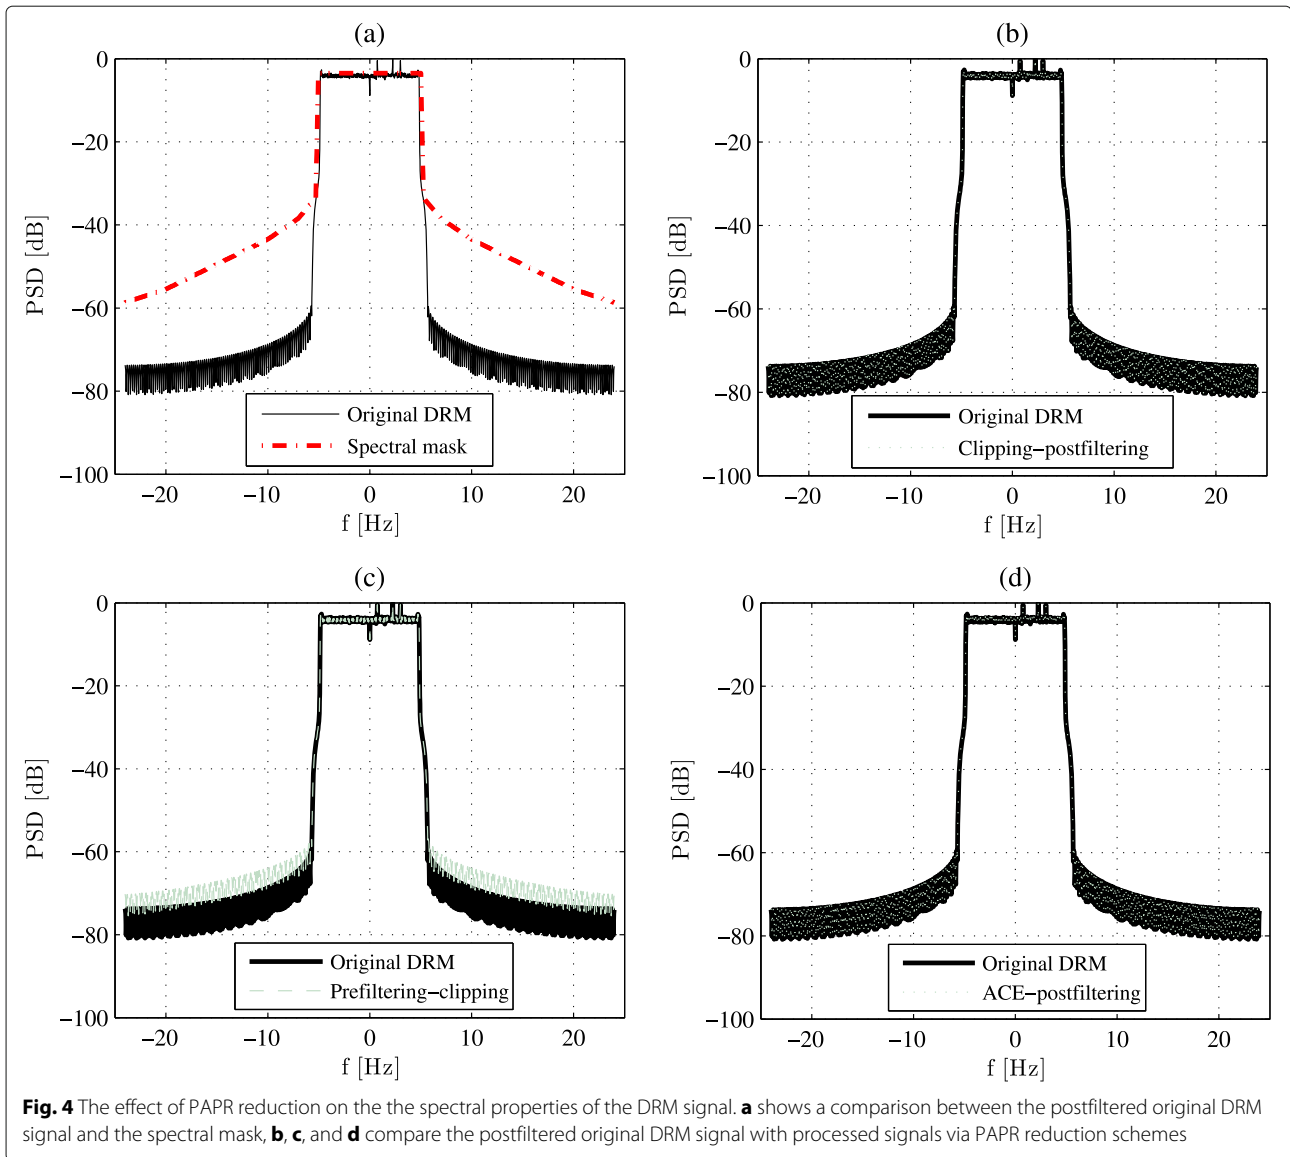 (a)
0
−20
−40
−60
−80
−100
PSD [dB]
−20 −10 0 10 20
f [Hz]
Original DRM
Spectral mask
(b)
0
−20
−40
−60
−80
−100
PSD [dB]
−20 −10 0 10 20
f [Hz]
Original DRM
Clipping−postfiltering
(c)
0
−20
−40
−60
−80
−100
PSD [dB]
−20 −10 0 10 20
f [Hz]
Original DRM
Prefiltering−clipping
(d)
0
−20
−40
−60
−80
−100
PSD [dB]
−20 −10 0 10 20
f [Hz]
Original DRM
ACE−postfiltering
Fig. 4 The effect of PAPR reduction on the the spectral properties of the DRM signal. a shows a comparison between the postfiltered original DRM
signal and the spectral mask, b, c, and d compare the postfiltered original DRM signal with processed signals via PAPR reduction schemes